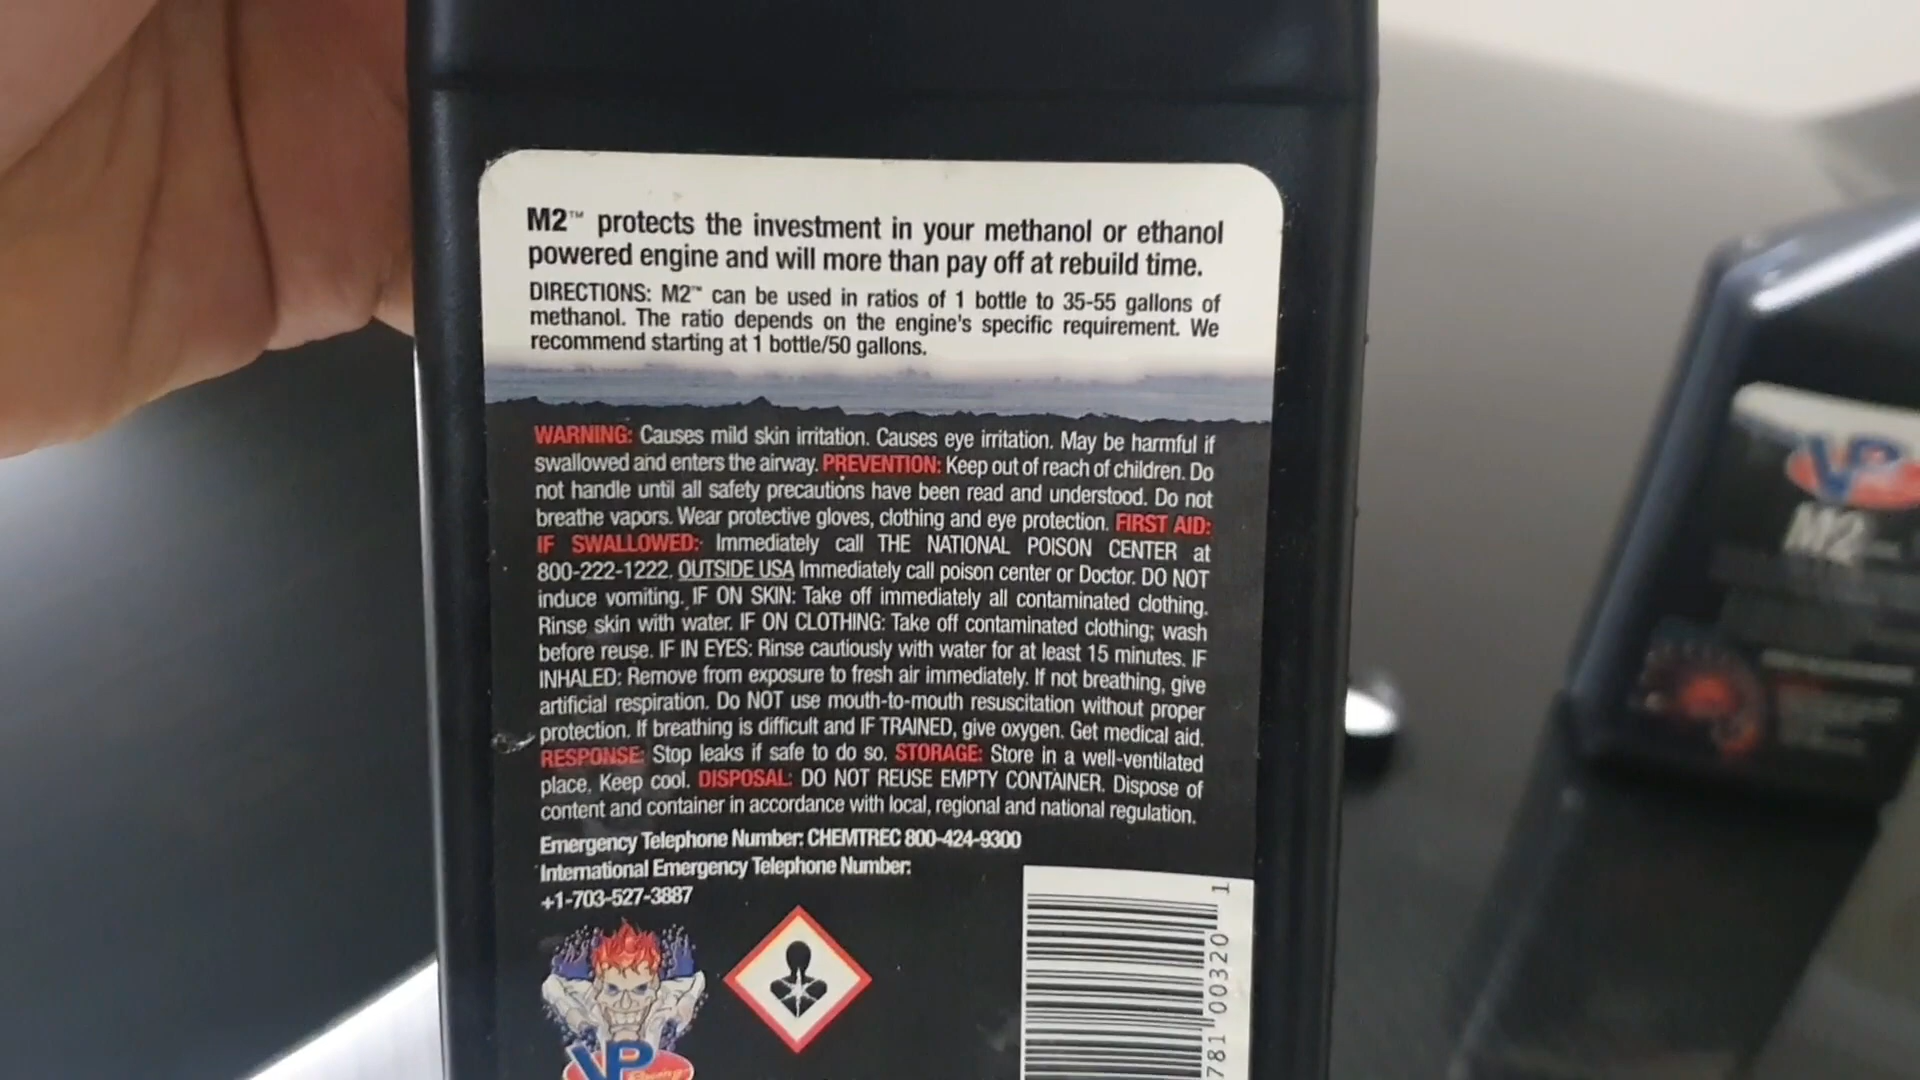 M2™ protects the investment in your methanol or ethanol
powered engine and will more than pay off at rebuild time.
DIRECTIONS: M2™ can be used in ratios of 1 bottle to 35-55 gallons of
methanol. The ratio depends on the engine's specific requirement. We
recommend starting at 1 bottle/50 gallons.
WARNING: Causes mild skin irritation. Causes eye irritation. May be harmful if
swallowed and enters the airway. PREVENTION: Keep out of reach of children. Do
not handle until all safety precautions have been read and understood. Do not
breathe vapors. Wear protective gloves, clothing and eye protection. FIRST AID:
IF SWALLOWED: Immediately call THE NATIONAL POISON CENTER at
800-222-1222. OUTSIDE USA Immediately call poison center or Doctor. DO NOT
induce vomiting. IF ON SKIN: Take off immediately all contaminated clothing.
Rinse skin with water. IF ON CLOTHING: Take off contaminated clothing; wash
before reuse. IF IN EYES: Rinse cautiously with water for at least 15 minutes. IF
INHALED: Remove from exposure to fresh air immediately. If not breathing, give
artificial respiration. Do NOT use mouth-to-mouth resuscitation without proper
protection. If breathing is difficult and IF TRAINED, give oxygen. Get medical aid.
RESPONSE: Stop leaks if safe to do so. STORAGE: Store in a well-ventilated
place. Keep cool. DISPOSAL: DO NOT REUSE EMPTY CONTAINER. Dispose of
content and container in accordance with local, regional and national regulation.
Emergency Telephone Number: CHEMTREC 800-424-9300
International Emergency Telephone Number:
+1-703-527-3887
VP Racing
781 00320 1
VP
M2